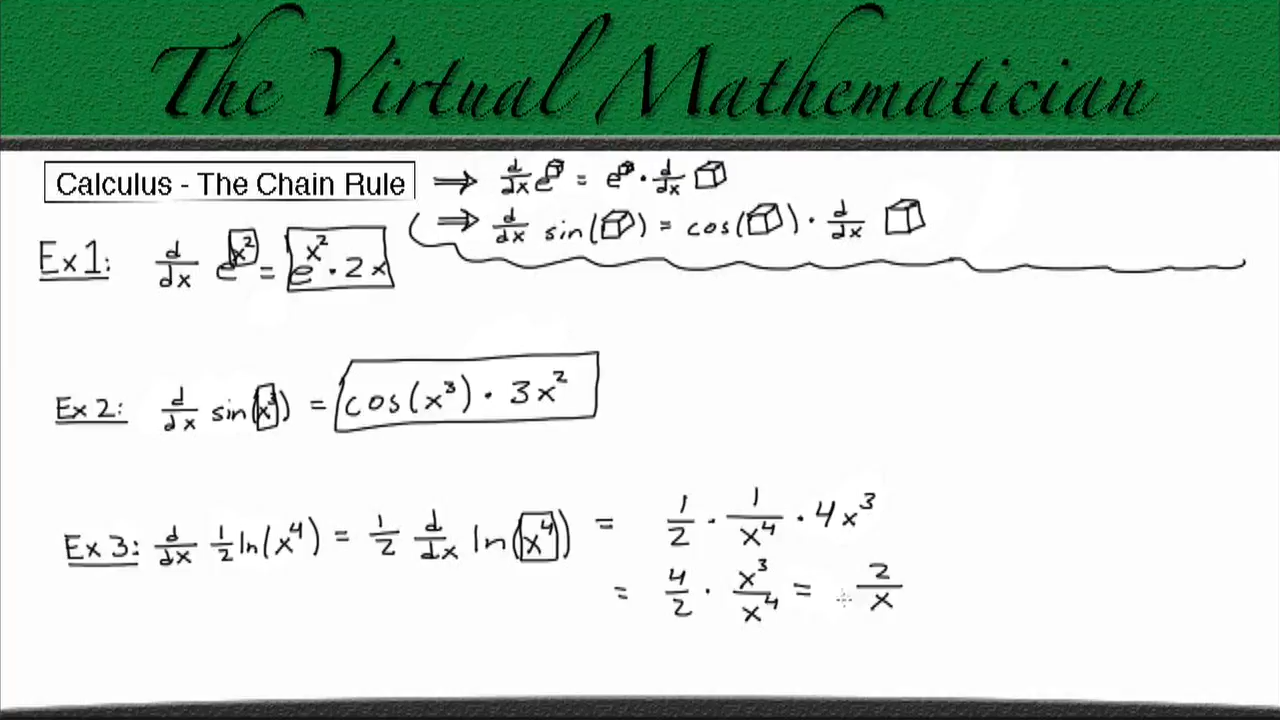 The Virtual Mathematician
Calculus - The Chain Rule ⟹ d/dx e^□ = e^□ · d/dx □
⟹ d/dx sin(□) = cos(□) · d/dx □
Ex 1: d/dx e^x² = e^x² · 2x
Ex 2: d/dx sin(x³) = cos(x³) · 3x²
Ex 3: d/dx 1/2 ln(x⁴) = 1/2 d/dx ln(x⁴) = 1/2 · 1/x⁴ · 4x³
= 4/2 · x³/x⁴ = 2/x